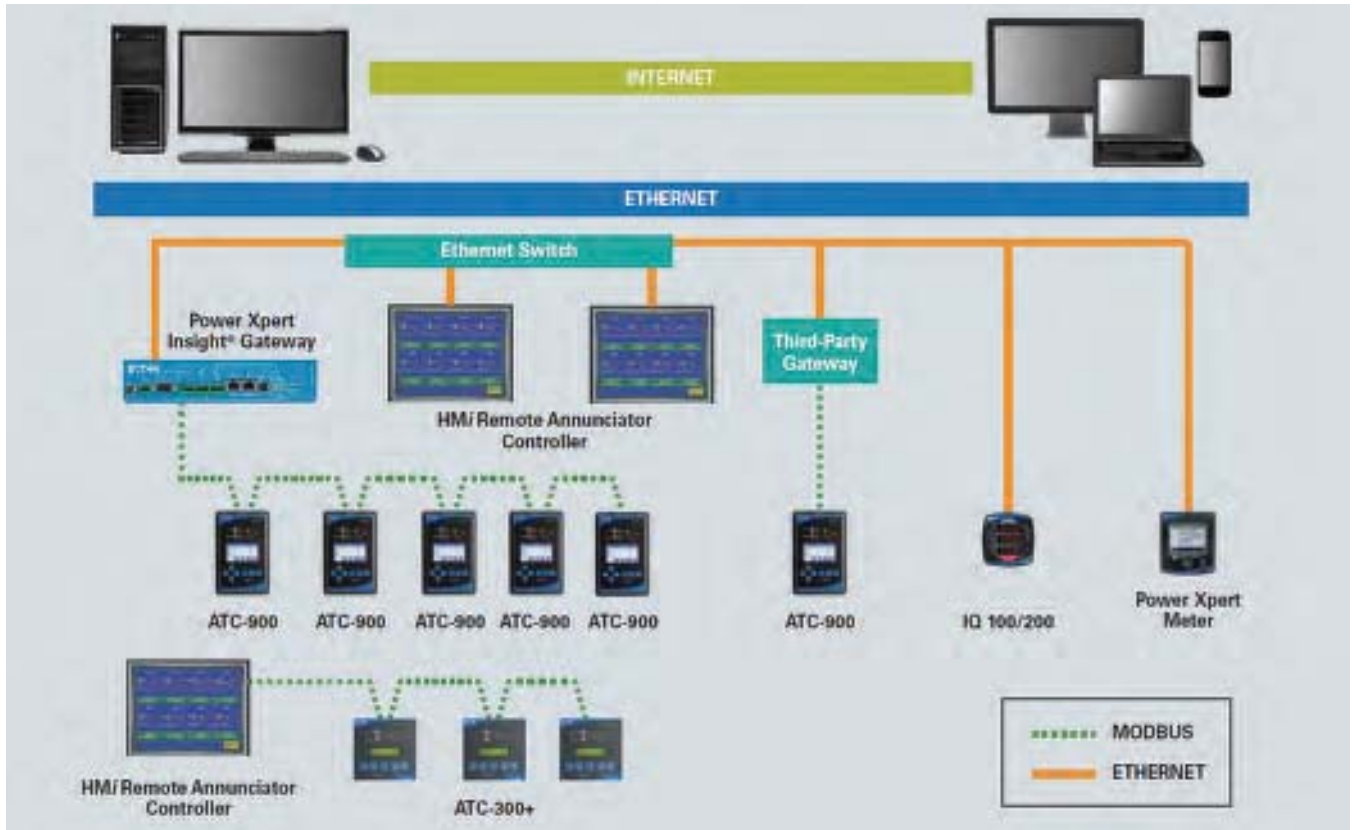 INTERNET
ETHERNET
Ethernet Switch
Power Xpert
Insight® Gateway
Third-Party
Gateway
HMi Remote Annunciator
Controller
ATC-900
ATC-900
ATC-900
ATC-900
ATC-900
ATC-900
IQ 100/200
Power Xpert
Meter
HMi Remote Annunciator
Controller
ATC-300+
MODBUS
ETHERNET